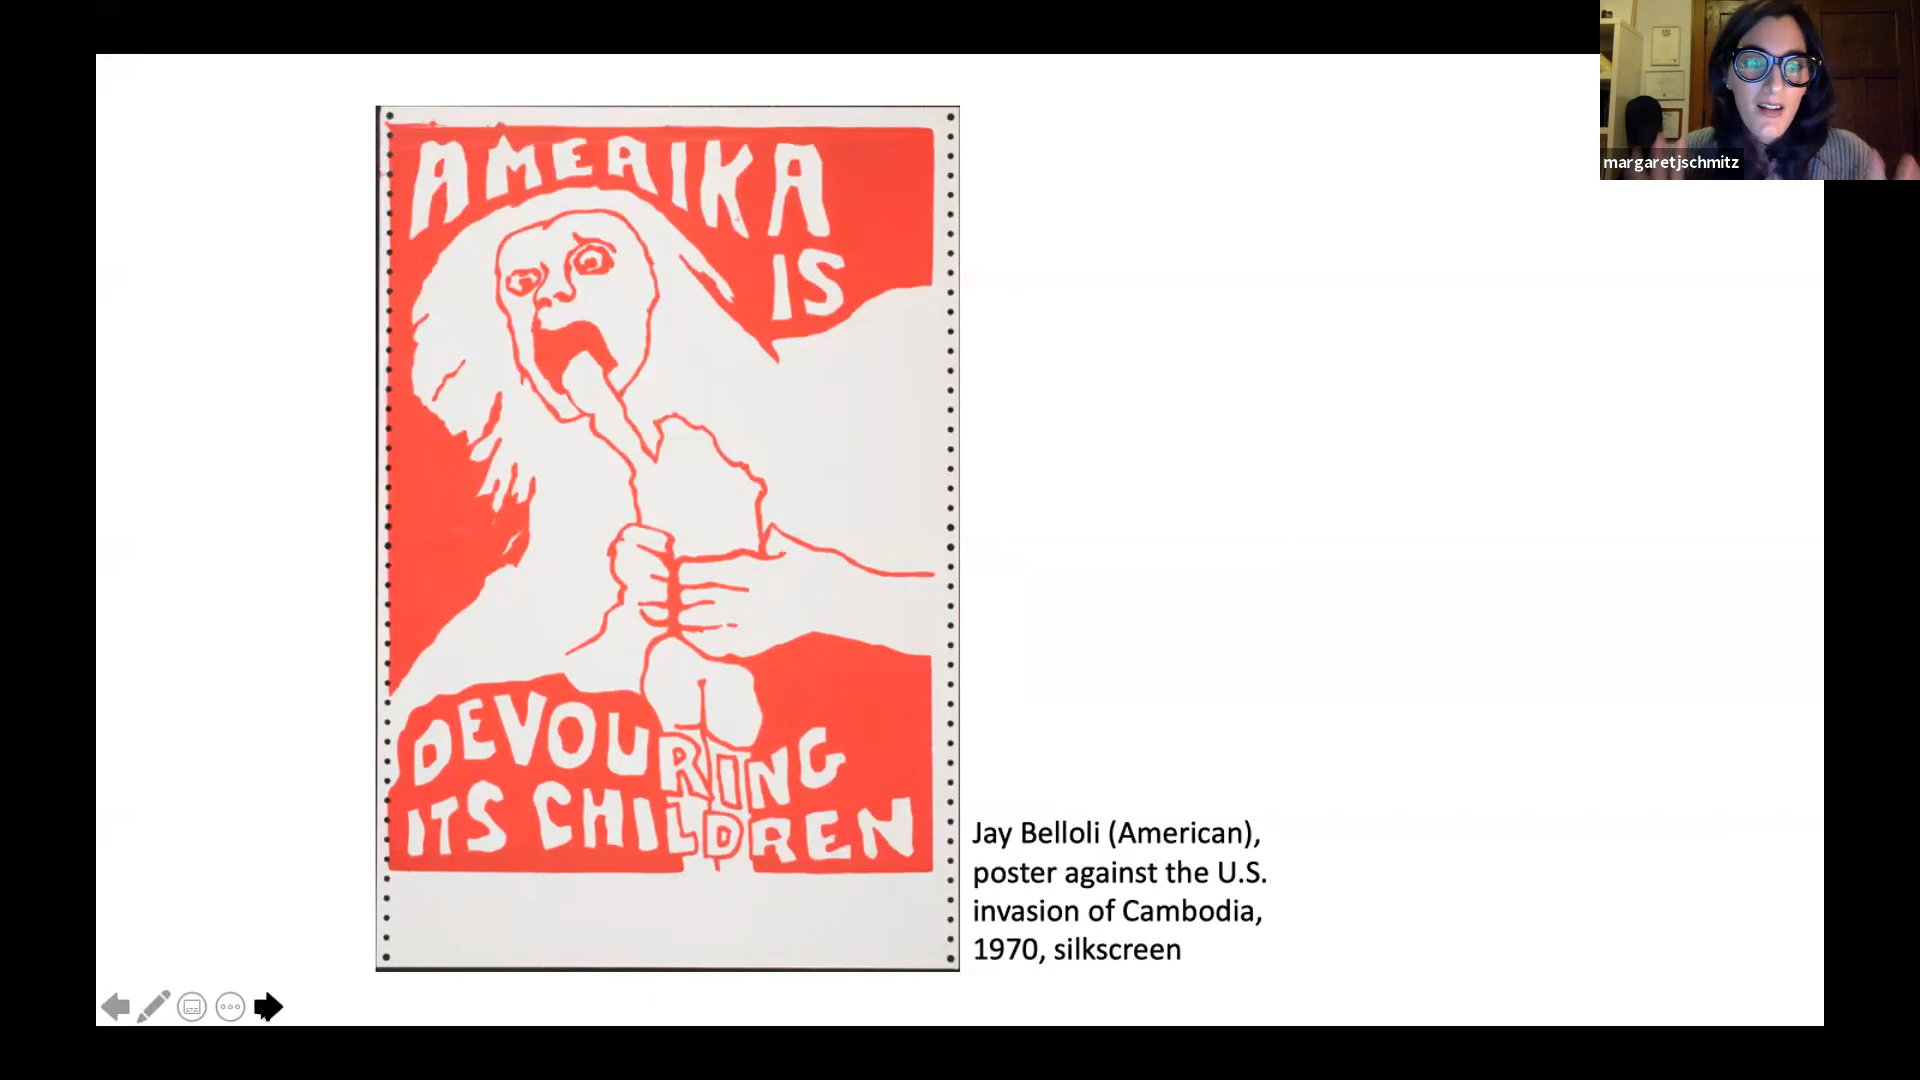 margaretjschmitz
AMERIKA
IS
DEVOURING
ITS CHILDREN
Jay Belloli (American),
poster against the U.S.
invasion of Cambodia,
1970, silkscreen